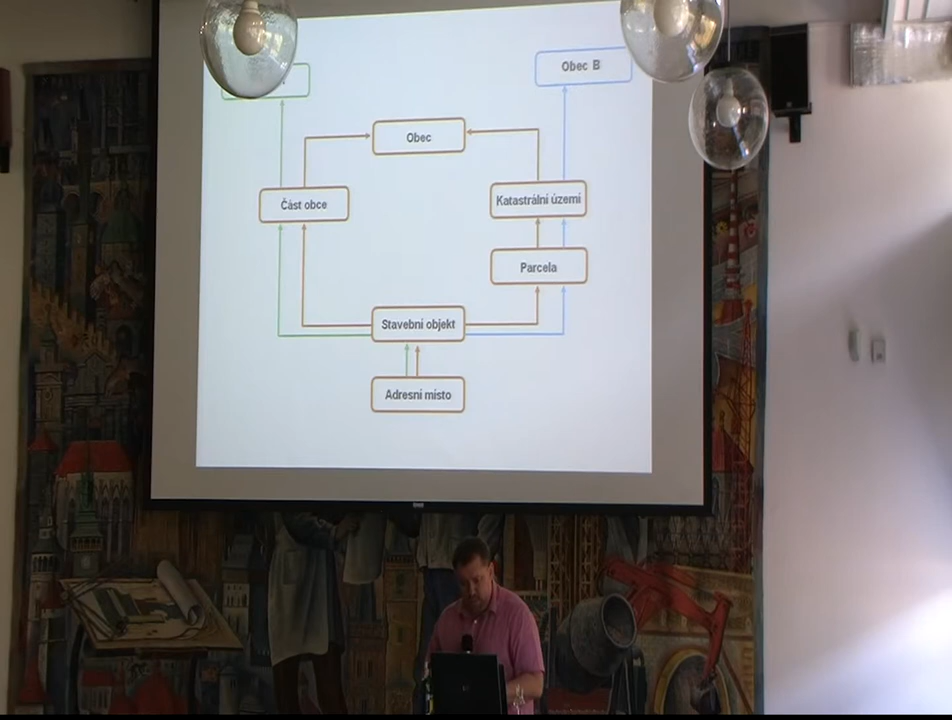 Obec B
Obec
Část obce
Katastrální území
Parcela
Stavební objekt
Adresní místo